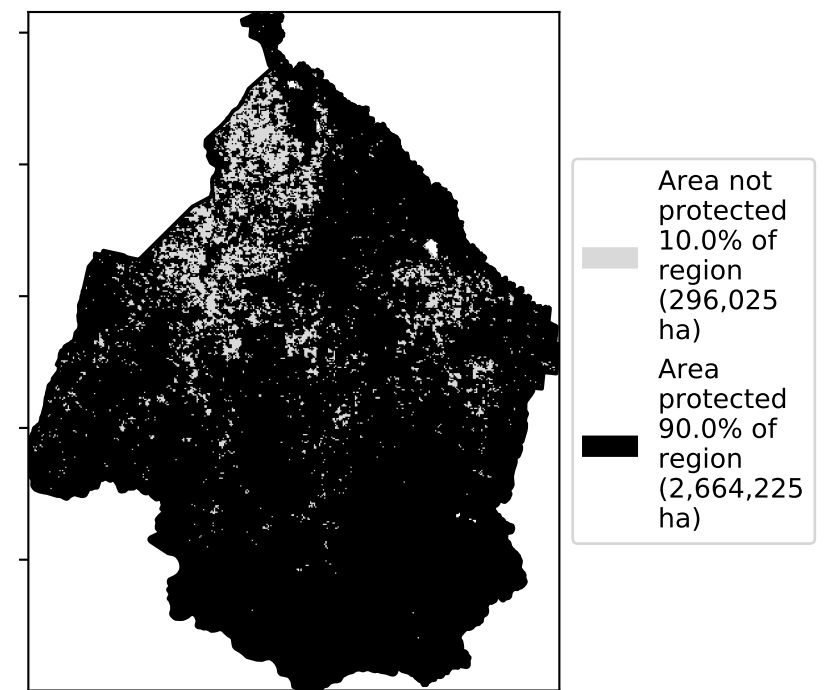 Area not
protected
10.0% of
region
(296,025
ha)
Area
protected
90.0% of
region
(2,664,225
ha)